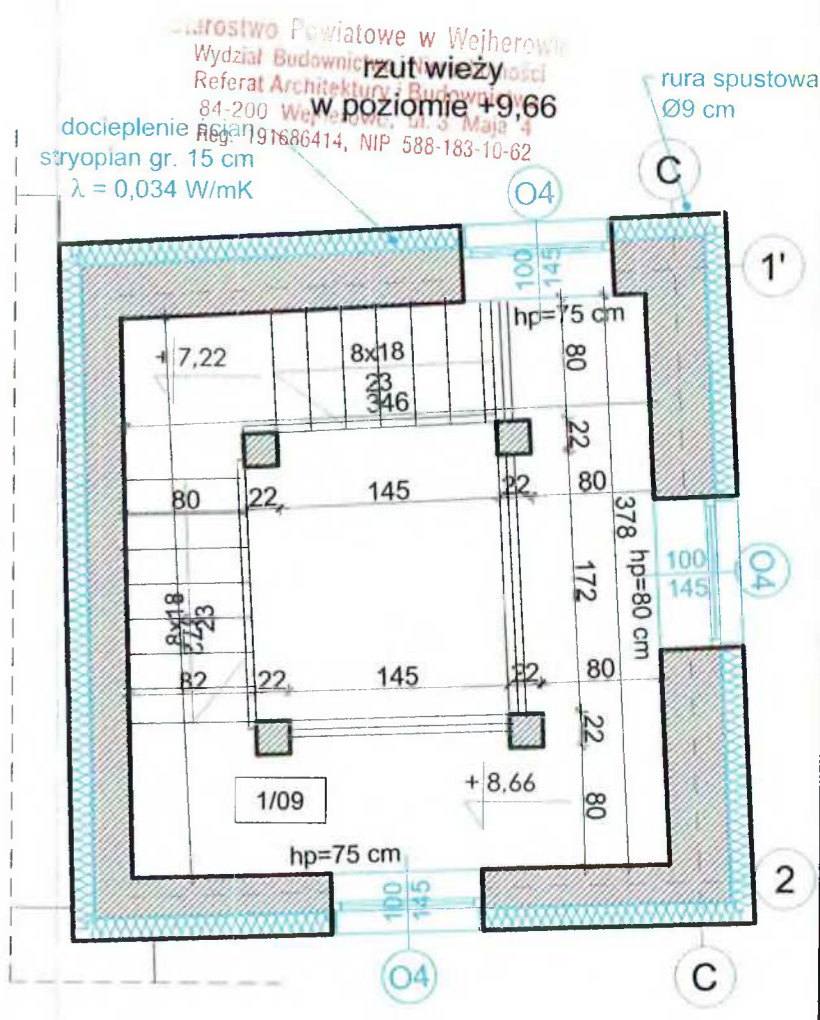 Starostwo Powiatowe w Wejherowie
Wydział Budownictwa
rzut wieży
Referat Architektury i Budownictwa
w poziomie +9,66
84-200 Wejherowo, ul. 3 Maja 4
Reg. 191686414, NIP 588-183-10-62
rura spustowa
Ø9 cm
docieplenie ścian
stryopian gr. 15 cm
λ = 0,034 W/mK
C
O4
1'
100
145
hp=75 cm
+ 7,22
8x18
23
346
80
22
80
22
145
22
80
378
hp=80 cm
100
145
O4
172
8x18
23
82
22
145
22
80
22
80
1/09
+ 8,66
hp=75 cm
100
145
2
O4
C